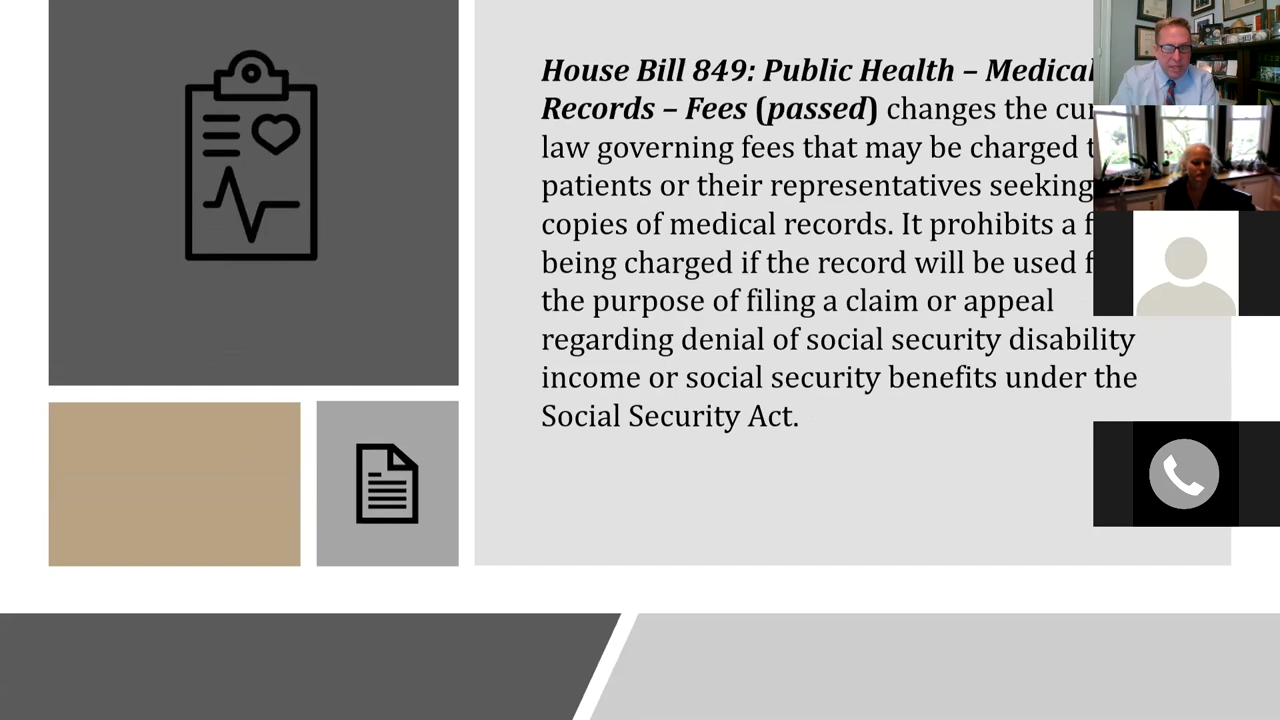 House Bill 849: Public Health – Medical
Records – Fees (passed) changes the
law governing fees that may be charged
patients or their representatives seeking
copies of medical records. It prohibits a
being charged if the record will be used
the purpose of filing a claim or appeal
regarding denial of social security disability
income or social security benefits under the
Social Security Act.